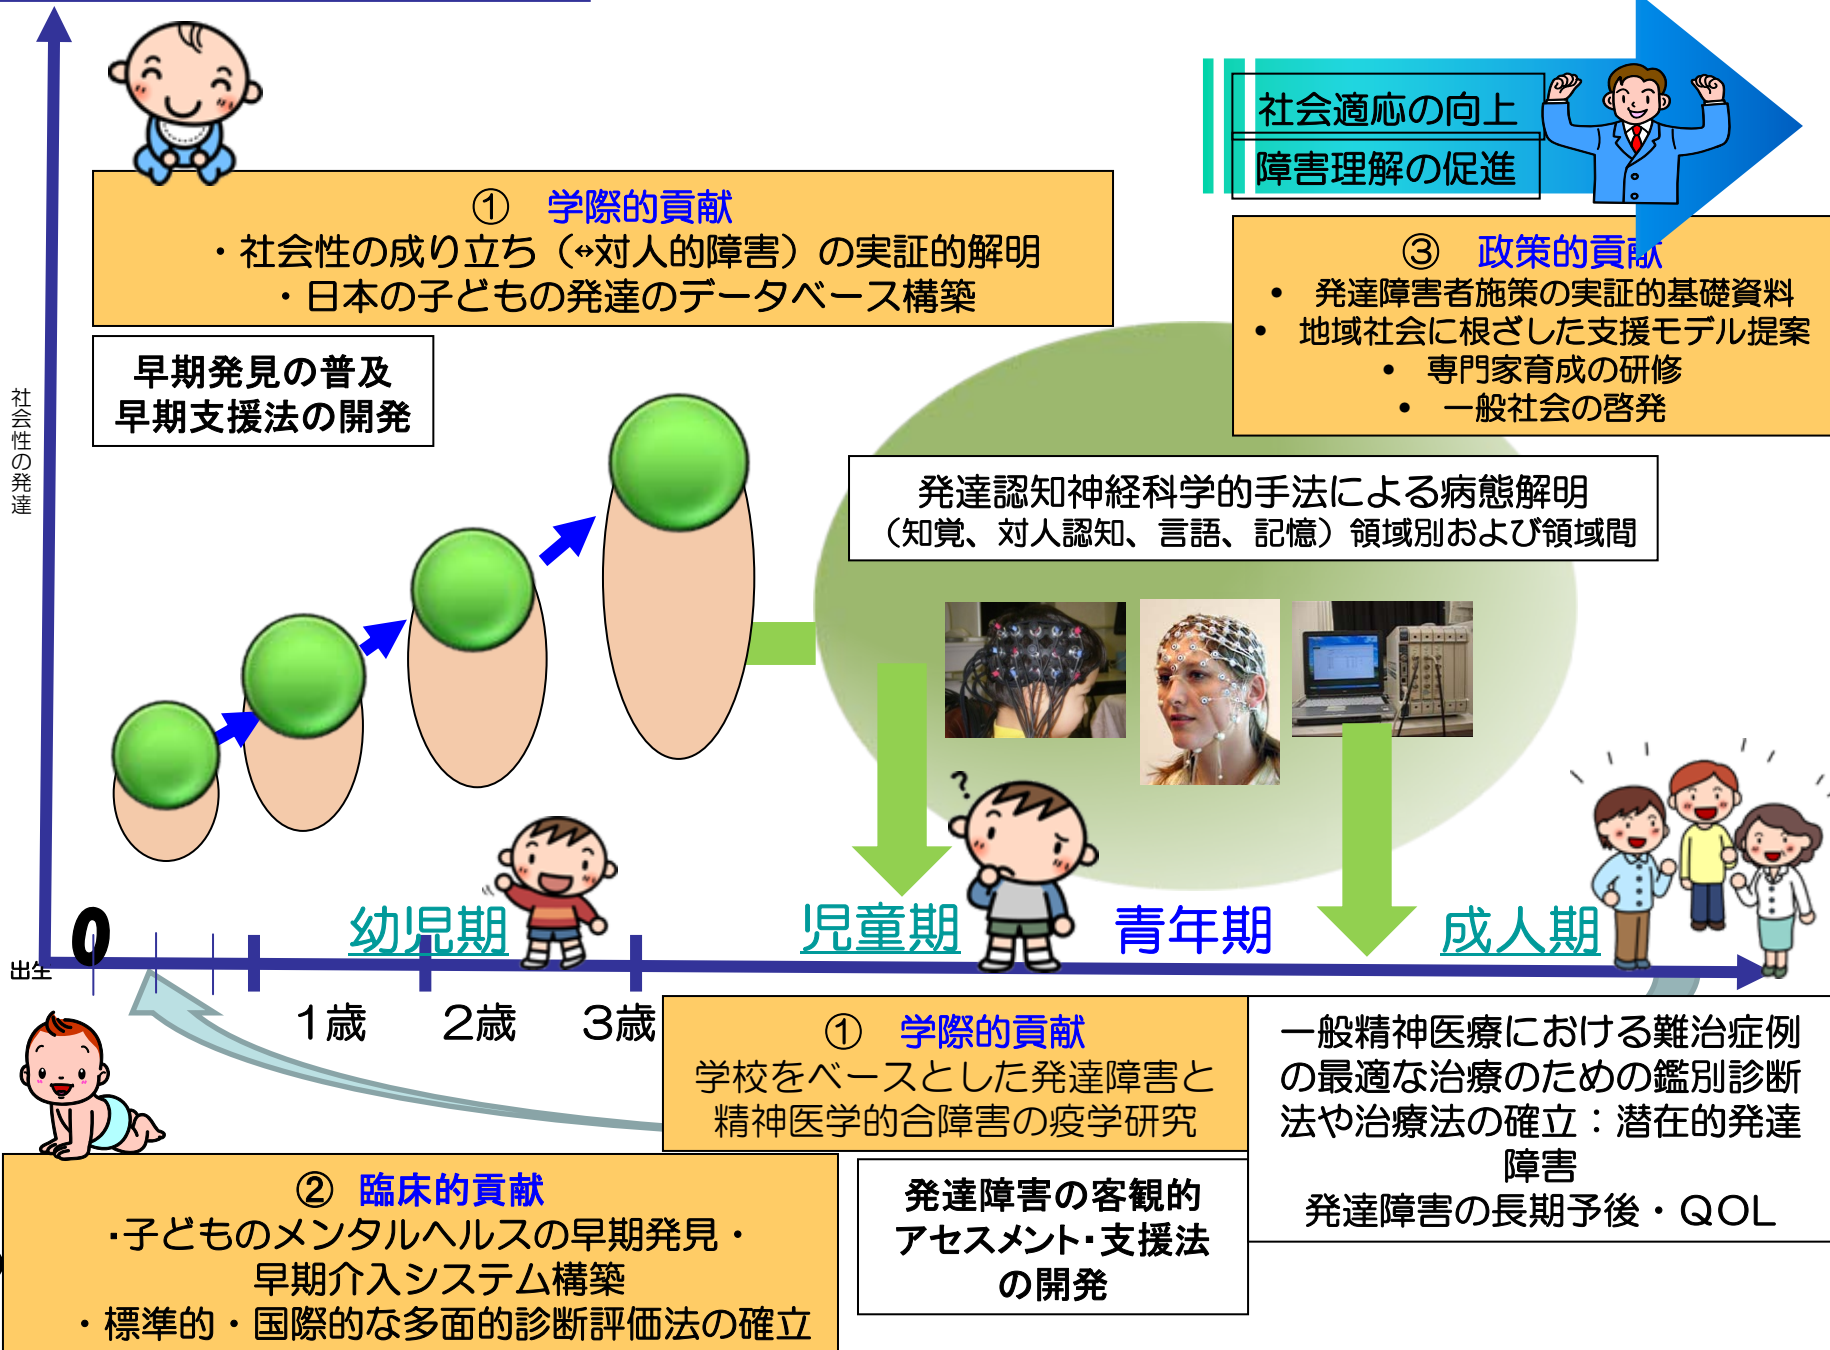 社会適応の向上
障害理解の促進
① 学際的貢献
・社会性の成り立ち（↔対人的障害）の実証的解明
・日本の子どもの発達のデータベース構築
③ 政策的貢献
• 発達障害者施策の実証的基礎資料
• 地域社会に根ざした支援モデル提案
• 専門家育成の研修
• 一般社会の啓発
早期発見の普及
早期支援法の開発
社会性の発達
発達認知神経科学的手法による病態解明
（知覚、対人認知、言語、記憶）領域別および領域間
?
0
幼児期
児童期
青年期
成人期
出生
1歳
2歳
3歳
① 学際的貢献
学校をベースとした発達障害と
精神医学的合障害の疫学研究
一般精神医療における難治症例
の最適な治療のための鑑別診断
法や治療法の確立：潜在的発達
障害
発達障害の長期予後・QOL
② 臨床的貢献
・子どものメンタルヘルスの早期発見・
早期介入システム構築
・標準的・国際的な多面的診断評価法の確立
発達障害の客観的
アセスメント・支援法
の開発